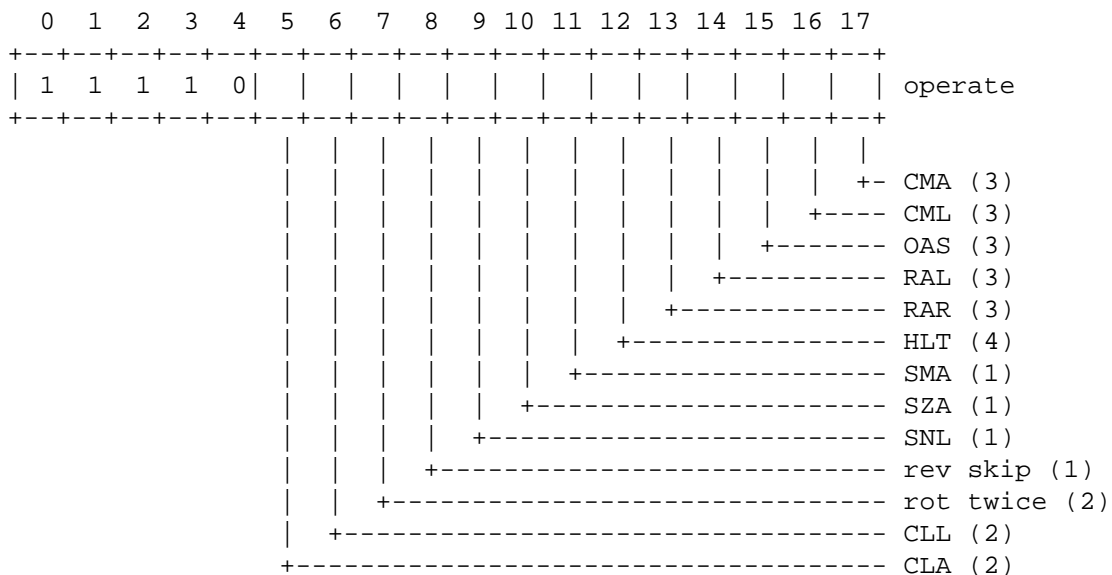 0 1 2 3 4 5 6 7 8 9 10 11 12 13 14 15 16 17
+--+--+--+--+--+--+--+--+--+--+--+--+--+--+--+--+--+--+
| 1 1 1 1 0| | | | | | | | | | | | | | operate
+--+--+--+--+--+--+--+--+--+--+--+--+--+--+--+--+--+--+
| | | | | | | | | | | | |
| | | | | | | | | | | | +- CMA (3)
| | | | | | | | | | | +---- CML (3)
| | | | | | | | | | +------- OAS (3)
| | | | | | | | | +---------- RAL (3)
| | | | | | | | +------------- RAR (3)
| | | | | | | +---------------- HLT (4)
| | | | | | +------------------- SMA (1)
| | | | | +---------------------- SZA (1)
| | | | +------------------------- SNL (1)
| | | +---------------------------- rev skip (1)
| | +------------------------------- rot twice (2)
| +---------------------------------- CLL (2)
+------------------------------------- CLA (2)